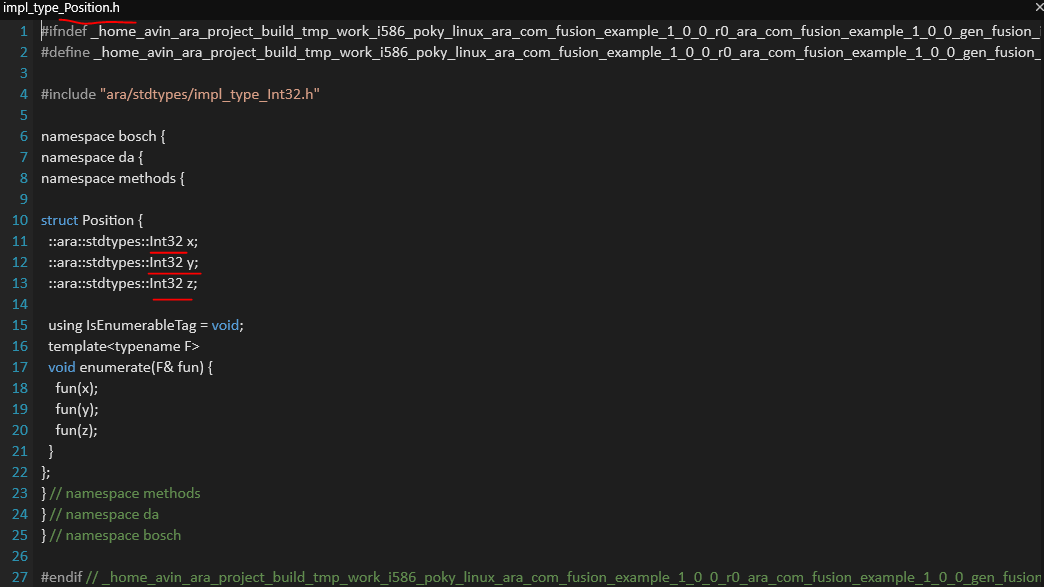 impl_type_Position.h
1 #ifndef _home_avin_ara_project_build_tmp_work_i586_poky_linux_ara_com_fusion_example_1_0_0_r0_ara_com_fusion_example_1_0_0_gen_fusion_
2 #define _home_avin_ara_project_build_tmp_work_i586_poky_linux_ara_com_fusion_example_1_0_0_r0_ara_com_fusion_example_1_0_0_gen_fusion_
3
4 #include "ara/stdtypes/impl_type_Int32.h"
5
6 namespace bosch {
7 namespace da {
8 namespace methods {
9
10 struct Position {
11 ::ara::stdtypes::Int32 x;
12 ::ara::stdtypes::Int32 y;
13 ::ara::stdtypes::Int32 z;
14
15 using IsEnumerableTag = void;
16 template<typename F>
17 void enumerate(F& fun) {
18 fun(x);
19 fun(y);
20 fun(z);
21 }
22 };
23 } // namespace methods
24 } // namespace da
25 } // namespace bosch
26
27 #endif // _home_avin_ara_project_build_tmp_work_i586_poky_linux_ara_com_fusion_example_1_0_0_r0_ara_com_fusion_example_1_0_0_gen_fusion